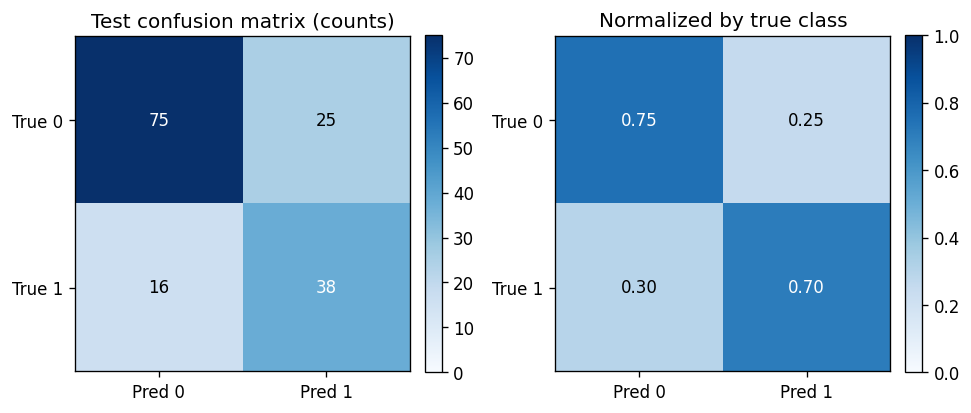 Test confusion matrix (counts)
True 0
True 1
75
25
16
38
Pred 0
Pred 1
70
60
50
40
30
20
10
0
Normalized by true class
True 0
True 1
0.75
0.25
0.30
0.70
Pred 0
Pred 1
1.0
0.8
0.6
0.4
0.2
0.0